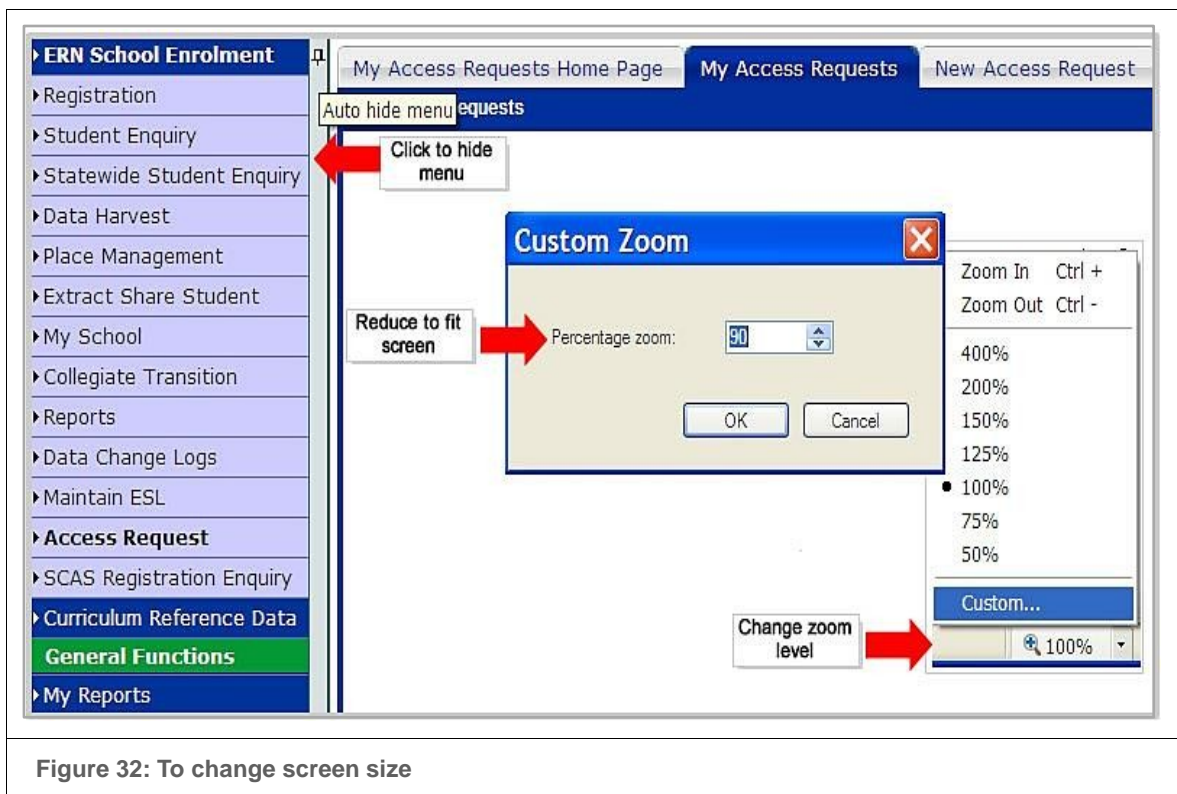 ERN School Enrolment
Registration
Student Enquiry
Statewide Student Enquiry
Data Harvest
Place Management
Extract Share Student
My School
Collegiate Transition
Reports
Data Change Logs
Maintain ESL
Access Request
SCAS Registration Enquiry
Curriculum Reference Data
General Functions
My Reports
My Access Requests Home Page
My Access Requests
New Access Request
Auto hide menu
equests
Click to hide
menu
Custom Zoom
Reduce to fit
screen
Percentage zoom:
90
OK
Cancel
Zoom In Ctrl +
Zoom Out Ctrl -
400%
200%
150%
125%
100%
75%
50%
Custom...
Change zoom
level
100%
Figure 32: To change screen size